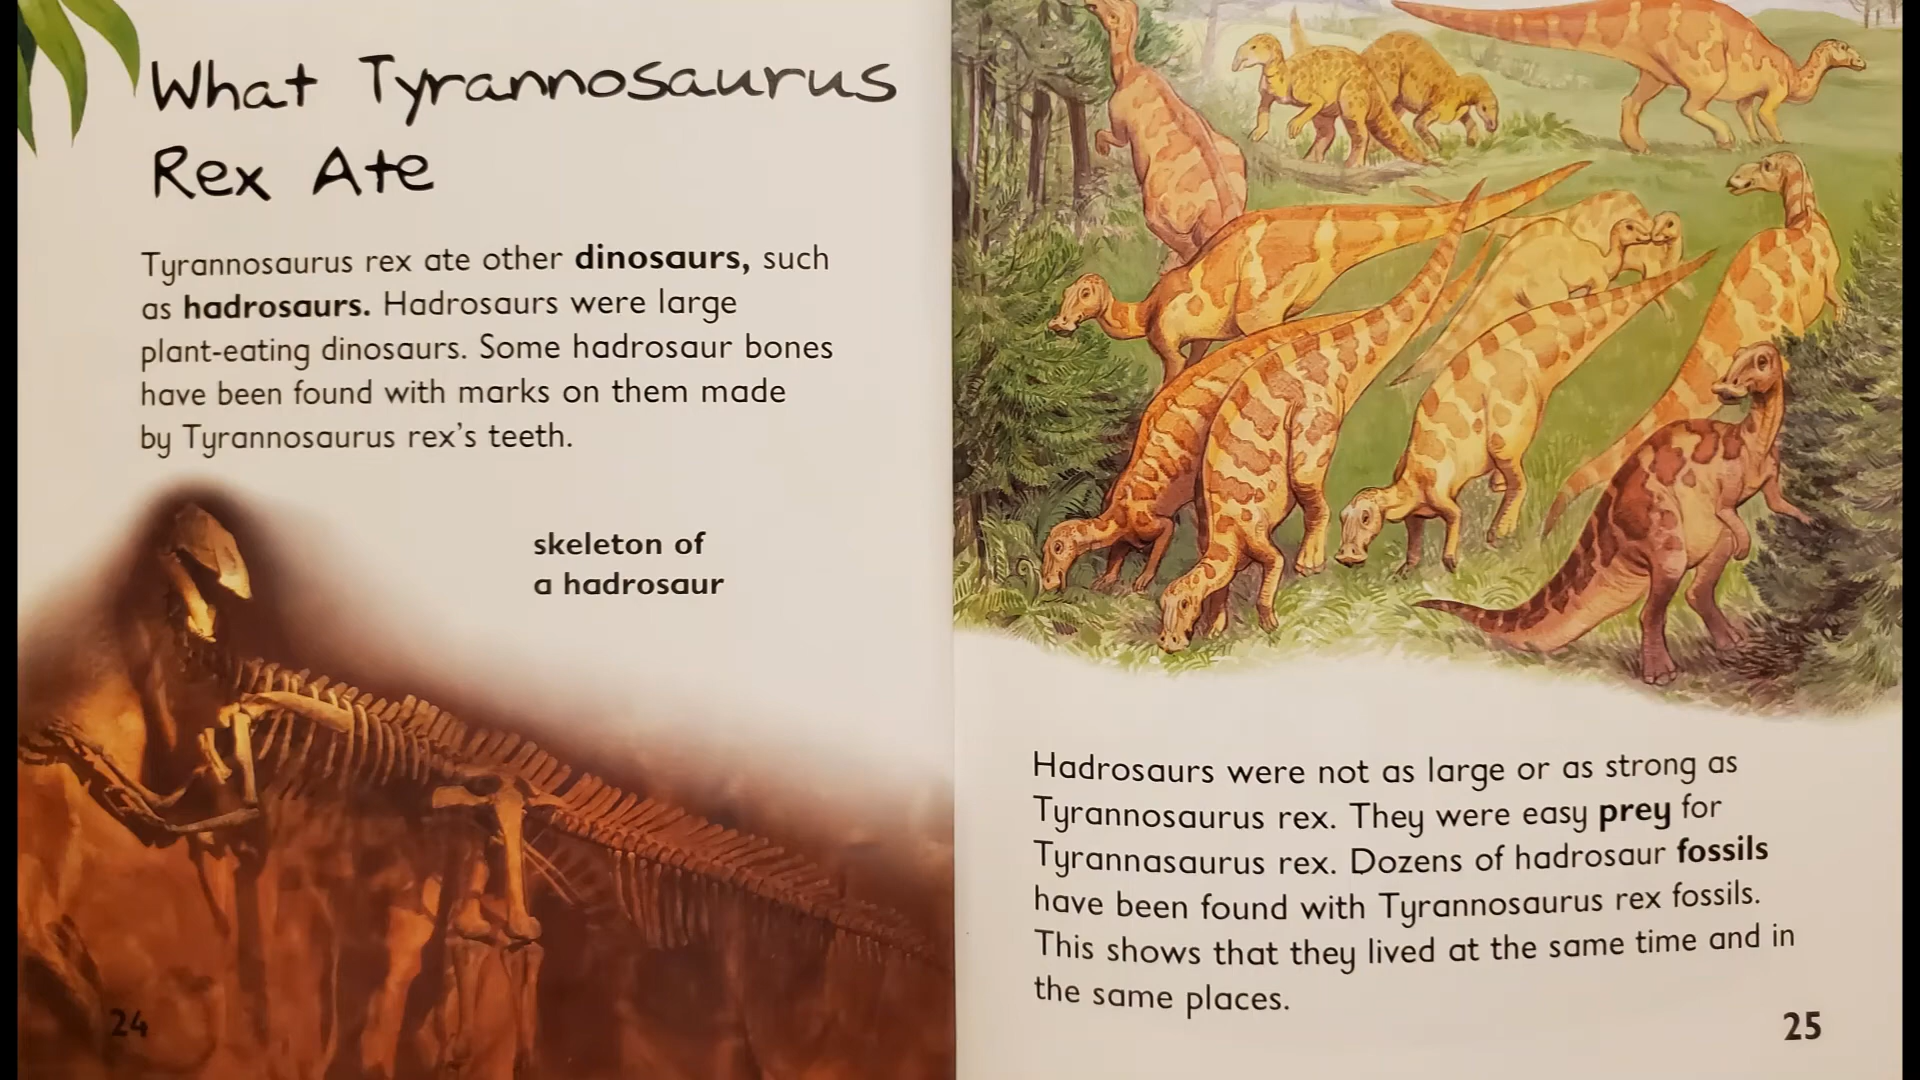 What Tyrannosaurus
Rex Ate
Tyrannosaurus rex ate other dinosaurs, such
as hadrosaurs. Hadrosaurs were large
plant-eating dinosaurs. Some hadrosaur bones
have been found with marks on them made
by Tyrannosaurus rex's teeth.
skeleton of
a hadrosaur
24
Hadrosaurs were not as large or as strong as
Tyrannosaurus rex. They were easy prey for
Tyrannasaurus rex. Dozens of hadrosaur fossils
have been found with Tyrannosaurus rex fossils.
This shows that they lived at the same time and in
the same places.
25